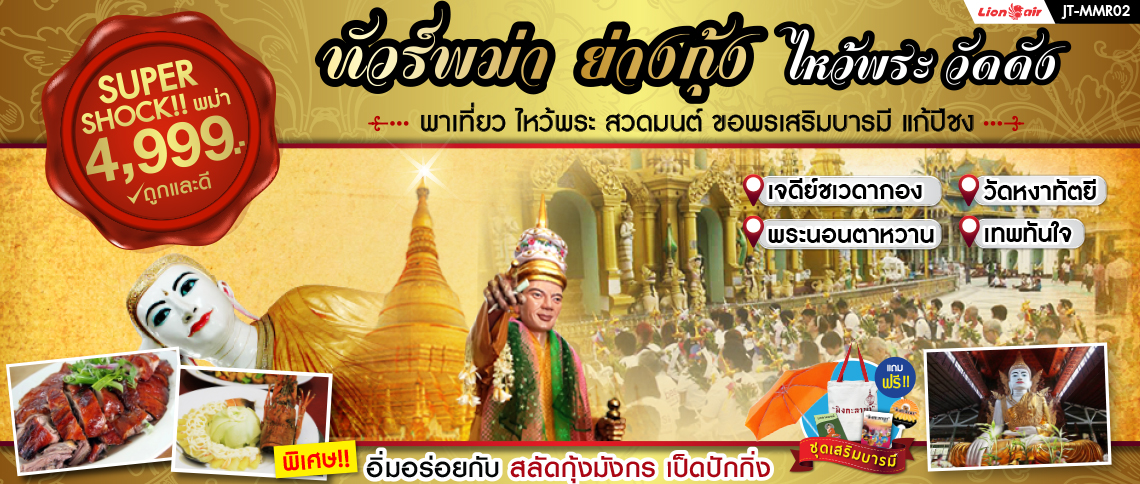 Lion air
JT-MMR02
ทัวร์พม่า ย่างกุ้ง ไหว้พระ วัดดัง
พาเที่ยว ไหว้พระ สวดมนต์ ขอพรเสริมบารมี แก้ปีชง
SUPER
SHOCK!! พม่า
4,999.-
ถูกและดี
เจดีย์ชเวดากอง
วัดหงาทัตยี
พระนอนตาหวาน
เทพทันใจ
แถม
ฟรี!!
มิงกะลาบา
ชุดเสริมบารมี
พิเศษ!! อิ่มอร่อยกับ สลัดกุ้งมังกร เป็ดปักกิ่ง